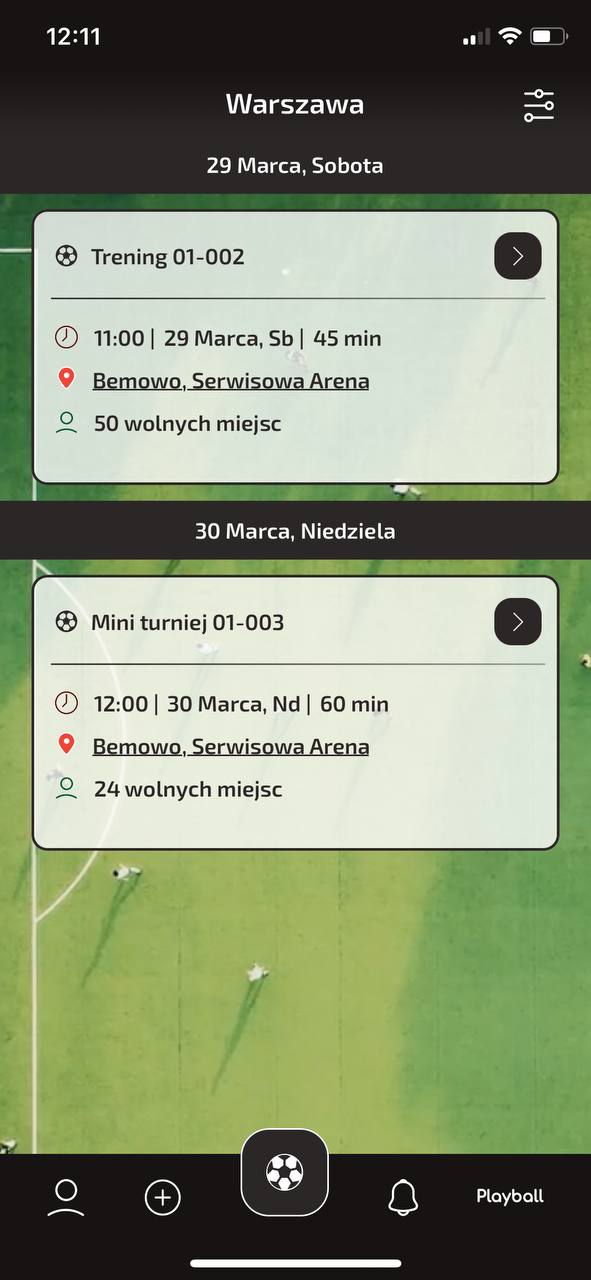 12:11
Warszawa
29 Marca, Sobota
Trening 01-002
11:00 | 29 Marca, Sb | 45 min
Bemowo, Serwisowa Arena
50 wolnych miejsc
30 Marca, Niedziela
Mini turniej 01-003
12:00 | 30 Marca, Nd | 60 min
Bemowo, Serwisowa Arena
24 wolnych miejsc
Playball